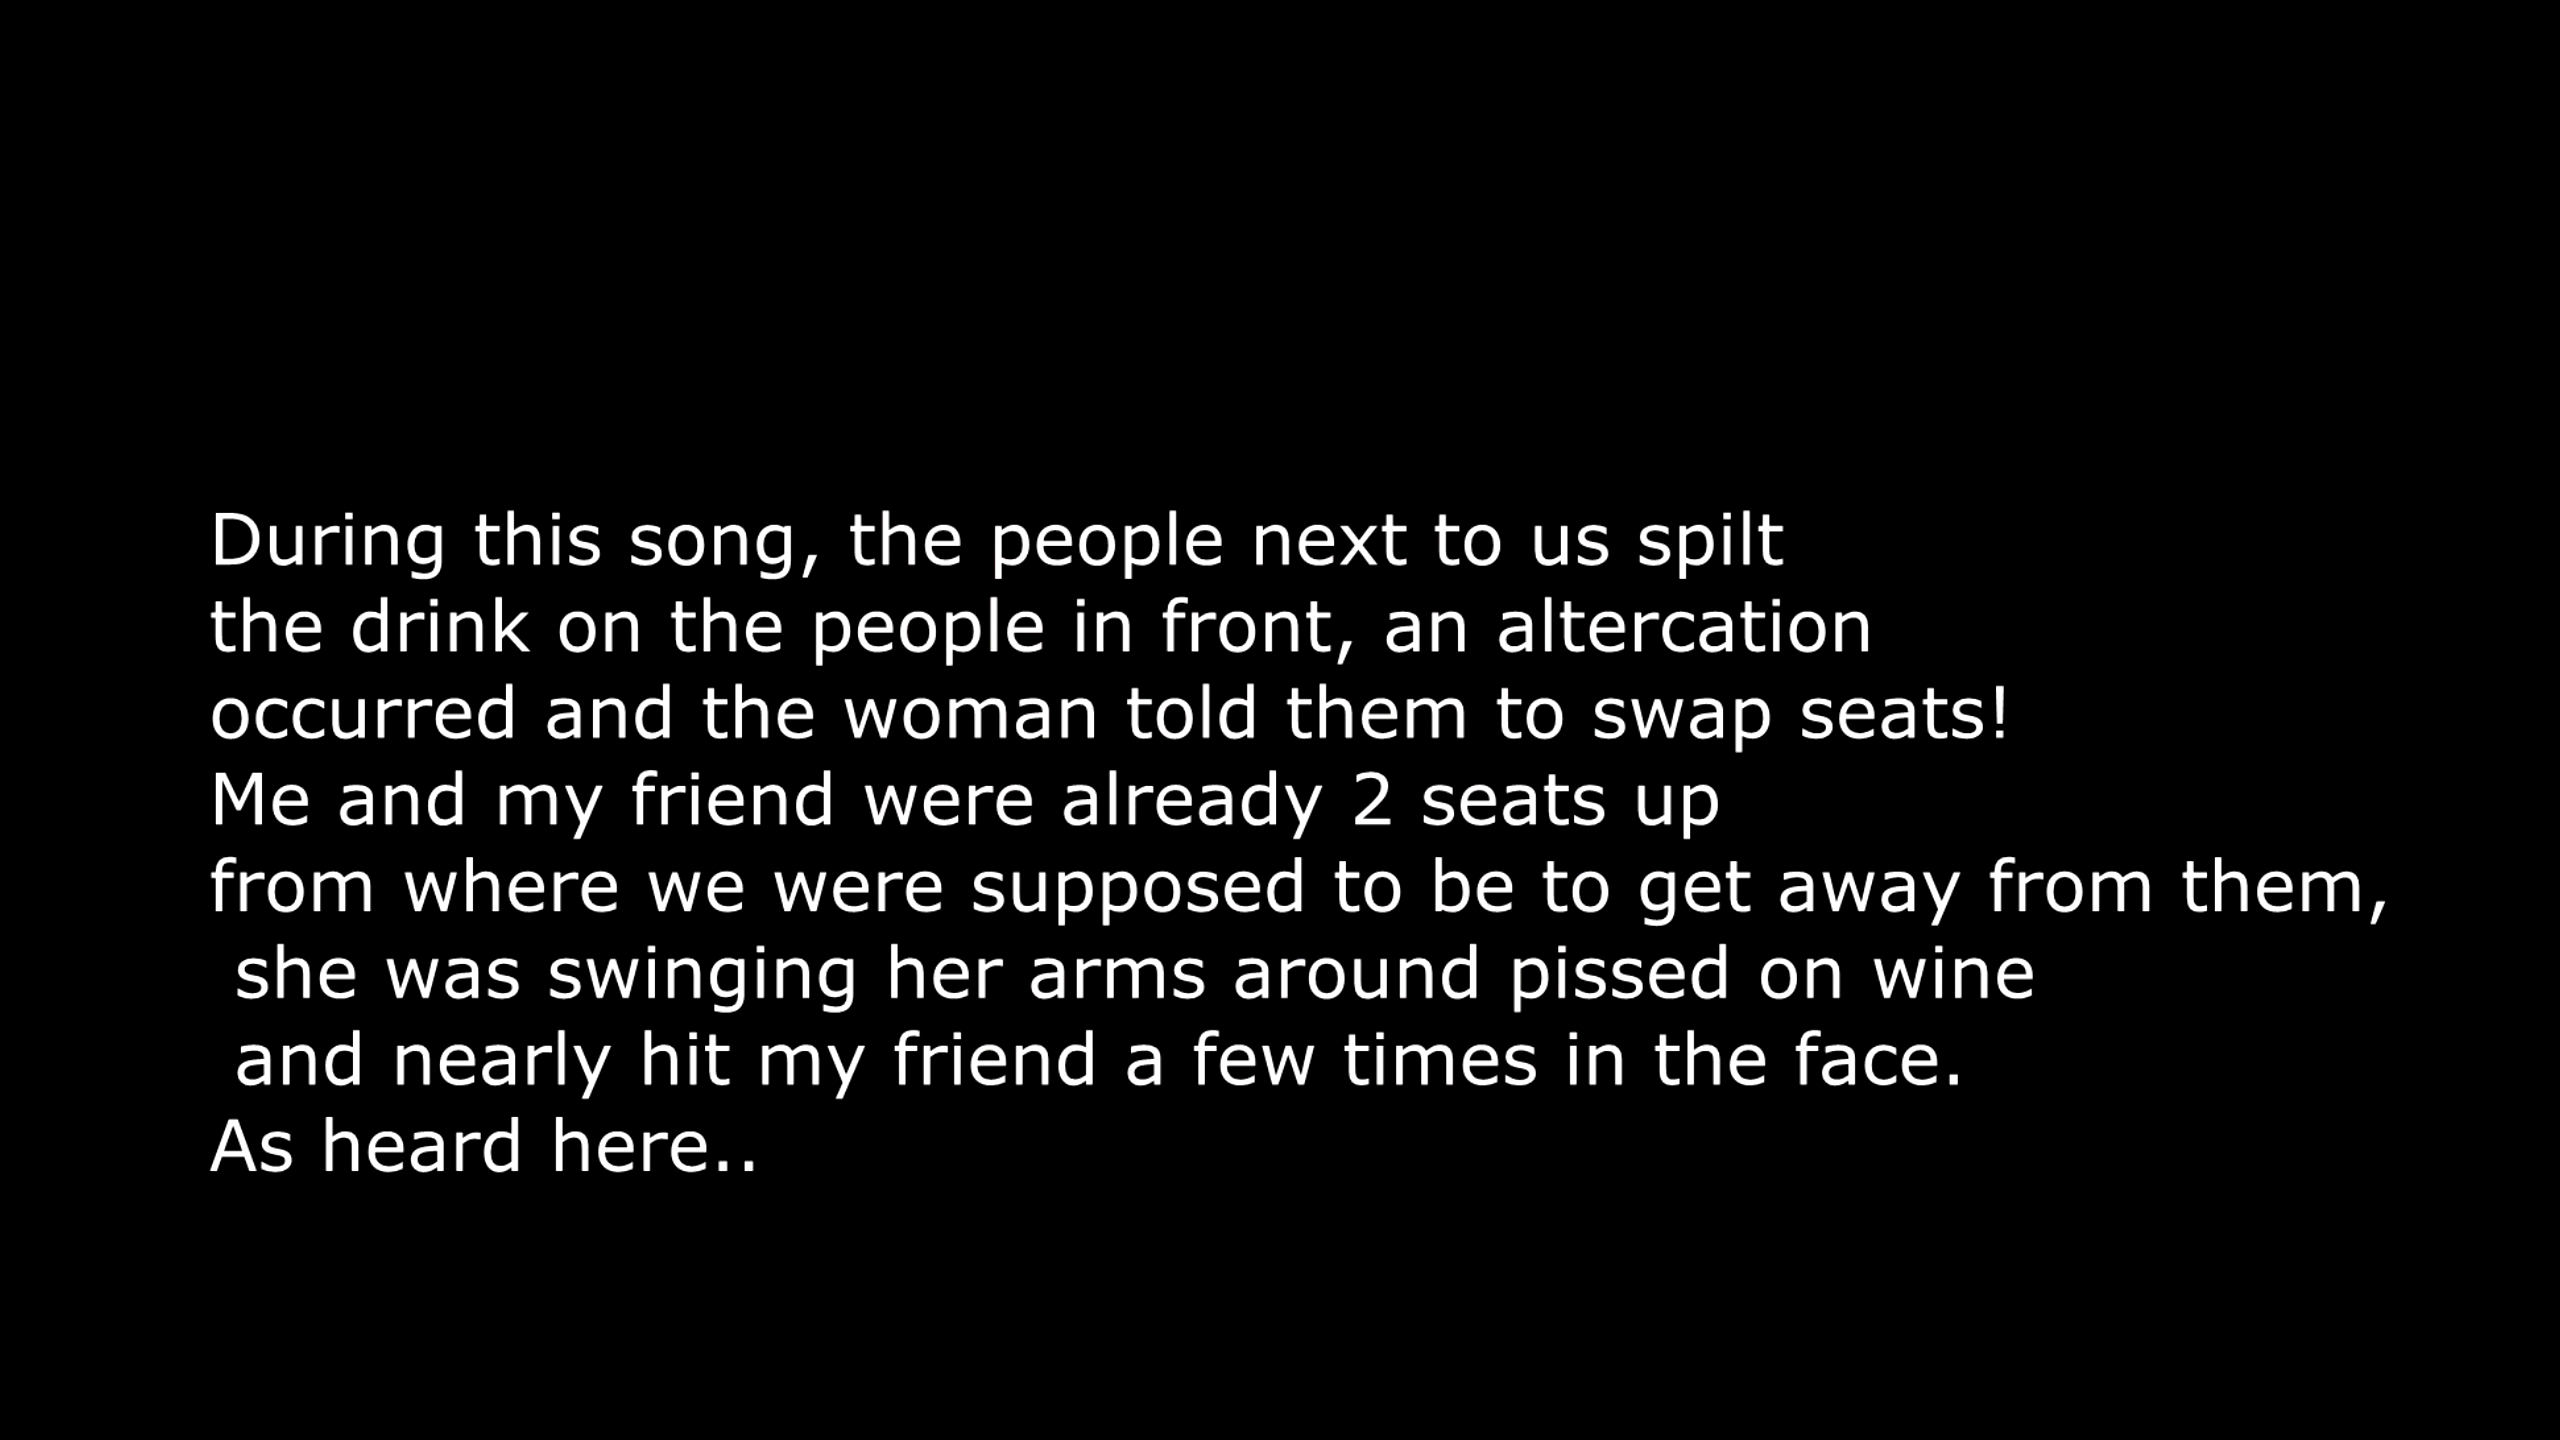 During this song, the people next to us spilt
the drink on the people in front, an altercation
occurred and the woman told them to swap seats!
Me and my friend were already 2 seats up
from where we were supposed to be to get away from them,
she was swinging her arms around pissed on wine
and nearly hit my friend a few times in the face.
As heard here..